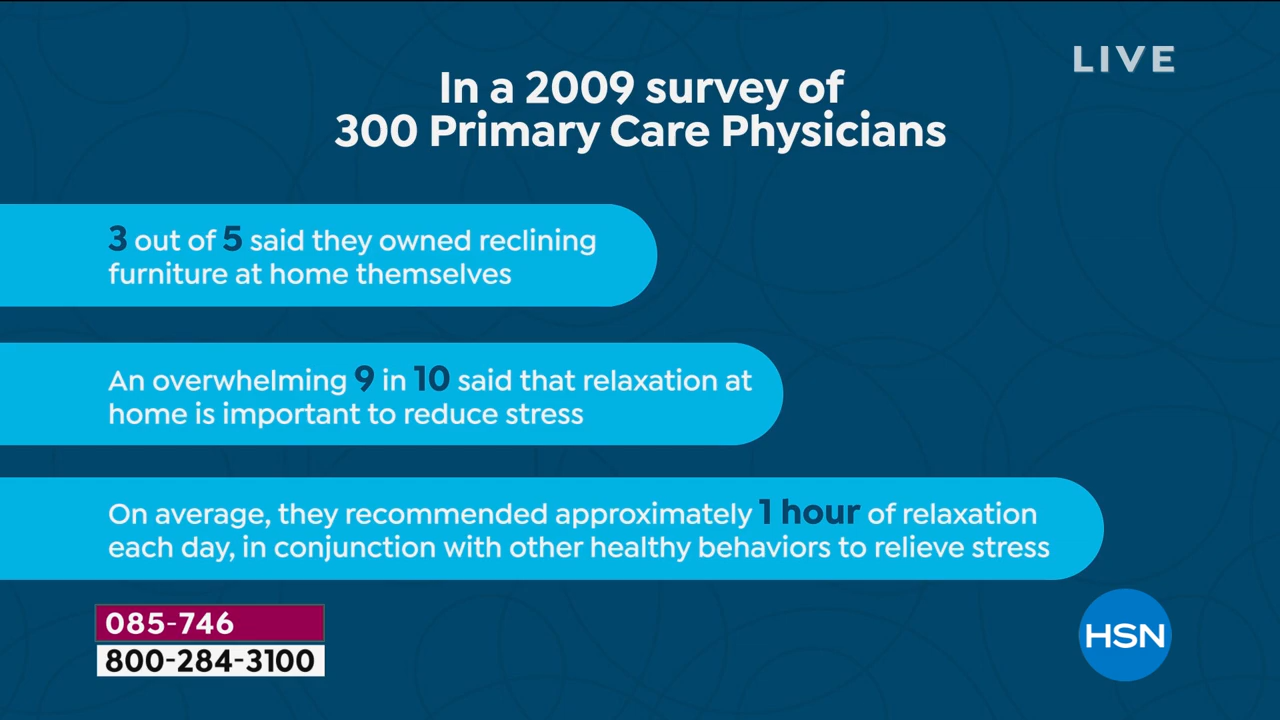 LIVE
In a 2009 survey of
300 Primary Care Physicians
3 out of 5 said they owned reclining
furniture at home themselves
An overwhelming 9 in 10 said that relaxation at
home is important to reduce stress
On average, they recommended approximately 1 hour of relaxation
each day, in conjunction with other healthy behaviors to relieve stress
085-746
800-284-3100
HSN